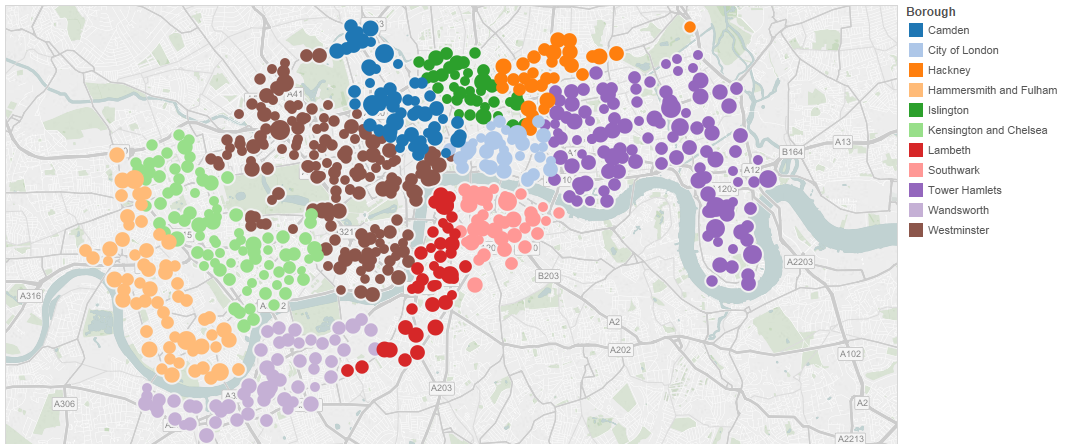 Borough
Camden
City of London
Hackney
Hammersmith and Fulham
Islington
Kensington and Chelsea
Lambeth
Southwark
Tower Hamlets
Wandsworth
Westminster
A41
A13
B164
A12
1203
A2203
B203
A316
A2
A202
A102
A203
A306
A2
A2213